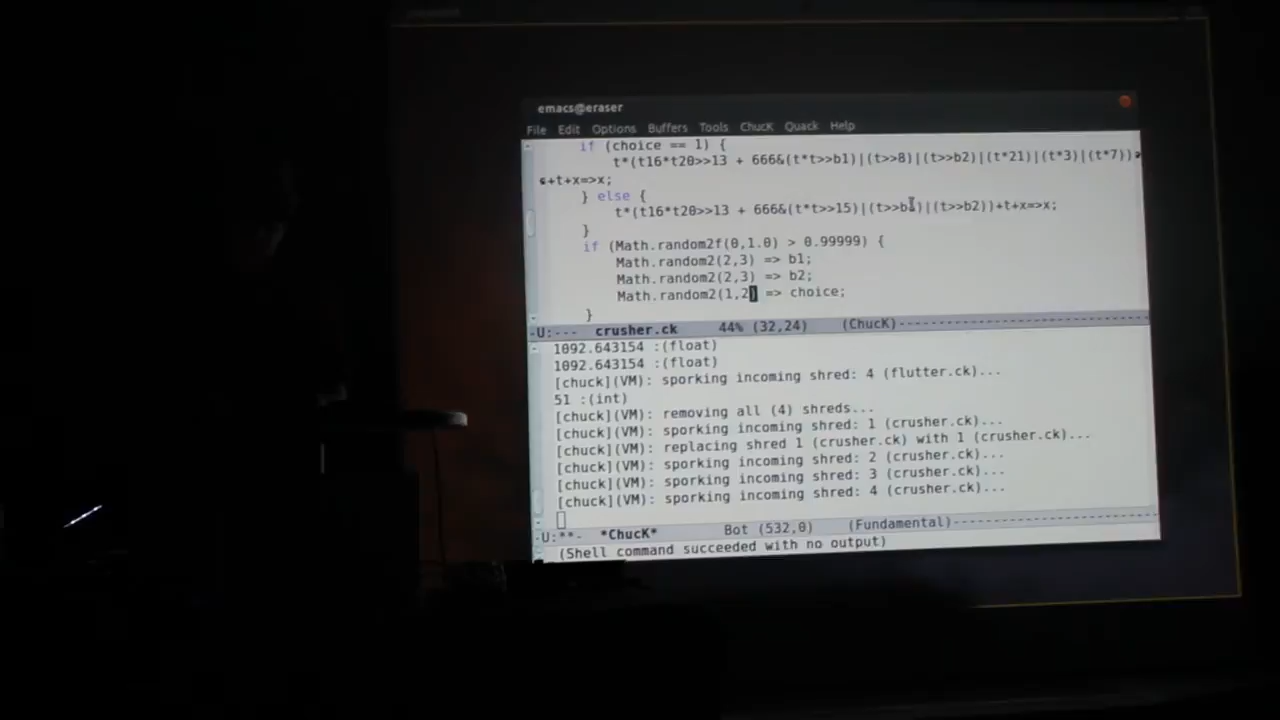 emacs@eraser
File Edit Options Buffers Tools ChucK Quack Help
if (choice == 1) {
t*(t16*t20>>13 + 666&(t*t>>b1)|(t>>8)|(t>>b2)|(t*21)|(t*3)|(t*7))
+t+x=>x;
} else {
t*(t16*t20>>13 + 666&(t*t>>15)|(t>>b1)|(t>>b2))+t+x=>x;
}
if (Math.random2f(0,1.0) > 0.99999) {
Math.random2(2,3) => b1;
Math.random2(2,3) => b2;
Math.random2(1,2) => choice;
}
-U:--- crusher.ck 44% (32,24) (ChucK)----------------------------
1092.643154 :(float)
1092.643154 :(float)
[chuck](VM): sporking incoming shred: 4 (flutter.ck)...
51 :(int)
[chuck](VM): removing all (4) shreds...
[chuck](VM): sporking incoming shred: 1 (crusher.ck)...
[chuck](VM): replacing shred 1 (crusher.ck) with 1 (crusher.ck)...
[chuck](VM): sporking incoming shred: 2 (crusher.ck)...
[chuck](VM): sporking incoming shred: 3 (crusher.ck)...
[chuck](VM): sporking incoming shred: 4 (crusher.ck)...
-U:**- *ChucK* Bot (532,0) (Fundamental)-----------------------
(Shell command succeeded with no output)